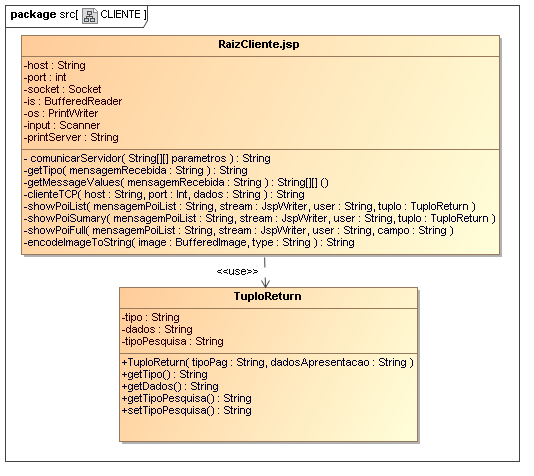 package src[ CLIENTE ]
RaizCliente.jsp
-host : String
-port : int
-socket : Socket
-is : BufferedReader
-os : PrintWriter
-input : Scanner
-printServer : String
- comunicarServidor( String[][] parametros ) : String
-getTipo( mensagemRecebida : String ) : String
-getMessageValues( mensagemRecebida : String ) : String[][] ()
-clienteTCP( host : String, port : Int, dados : String ) : String
-showPoiList( mensagemPoiList : String, stream : JspWriter, user : String, tuplo : TuploReturn )
-showPoiSumary( mensagemPoiList : String, stream : JspWriter, user : String, tuplo : TuploReturn )
-showPoiFull( mensagemPoiList : String, stream : JspWriter, user : String, campo : String )
-encodeImageToString( image : BufferedImage, type : String ) : String
<<use>>
TuploReturn
-tipo : String
-dados : String
-tipoPesquisa : String
+TuploReturn( tipoPag : String, dadosApresentacao : String )
+getTipo() : String
+getDados() : String
+getTipoPesquisa() : String
+setTipoPesquisa() : String